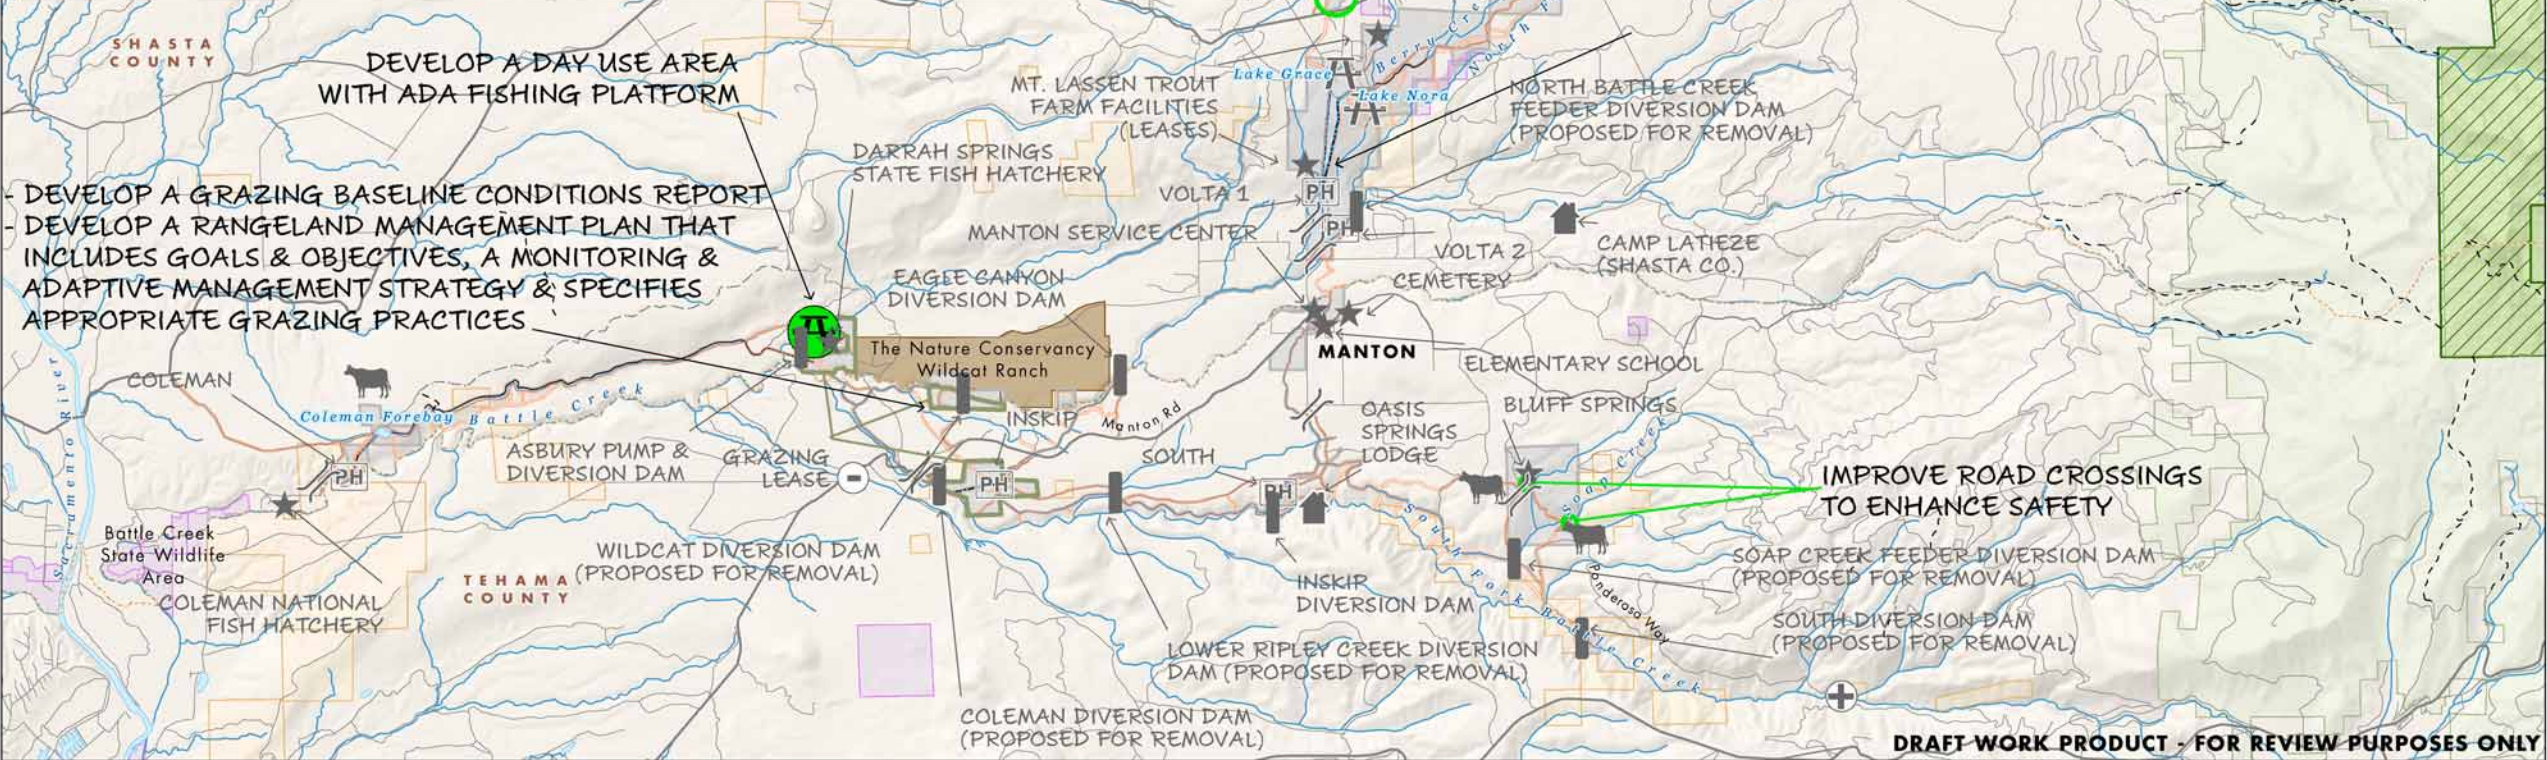 SHASTA
COUNTY
DEVELOP A DAY USE AREA
WITH ADA FISHING PLATFORM
- DEVELOP A GRAZING BASELINE CONDITIONS REPORT
- DEVELOP A RANGELAND MANAGEMENT PLAN THAT
INCLUDES GOALS & OBJECTIVES, A MONITORING &
ADAPTIVE MANAGEMENT STRATEGY & SPECIFIES
APPROPRIATE GRAZING PRACTICES
DARRAH SPRINGS
STATE FISH HATCHERY
MT. LASSEN TROUT
FARM FACILITIES
(LEASES)
Lake Grace
Lake Nora
Berry Cre
North F
NORTH BATTLE CREEK
FEEDER DIVERSION DAM
(PROPOSED FOR REMOVAL)
VOLTA 1
PH
MANTON SERVICE CENTER
PH
VOLTA 2
CAMP LATIEZE
(SHASTA CO.)
CEMETERY
EAGLE CANYON
DIVERSION DAM
The Nature Conservancy
Wildcat Ranch
MANTON
ELEMENTARY SCHOOL
COLEMAN
Coleman Forebay
Battle Creek
Sacramento River
INSKIP
Manton Rd
OASIS
SPRINGS
LODGE
BLUFF SPRINGS
Soap Creek
ASBURY PUMP &
DIVERSION DAM
GRAZING
LEASE
SOUTH
PH
PH
PH
IMPROVE ROAD CROSSINGS
TO ENHANCE SAFETY
Battle Creek
State Wildlife
Area
COLEMAN NATIONAL
FISH HATCHERY
TEHAMA
COUNTY
WILDCAT DIVERSION DAM
(PROPOSED FOR REMOVAL)
INSKIP
DIVERSION DAM
South Fork Battle Creek
Ponderosa Way
SOAP CREEK FEEDER DIVERSION DAM
(PROPOSED FOR REMOVAL)
SOUTH DIVERSION DAM
(PROPOSED FOR REMOVAL)
LOWER RIPLEY CREEK DIVERSION
DAM (PROPOSED FOR REMOVAL)
COLEMAN DIVERSION DAM
(PROPOSED FOR REMOVAL)
DRAFT WORK PRODUCT - FOR REVIEW PURPOSES ONLY